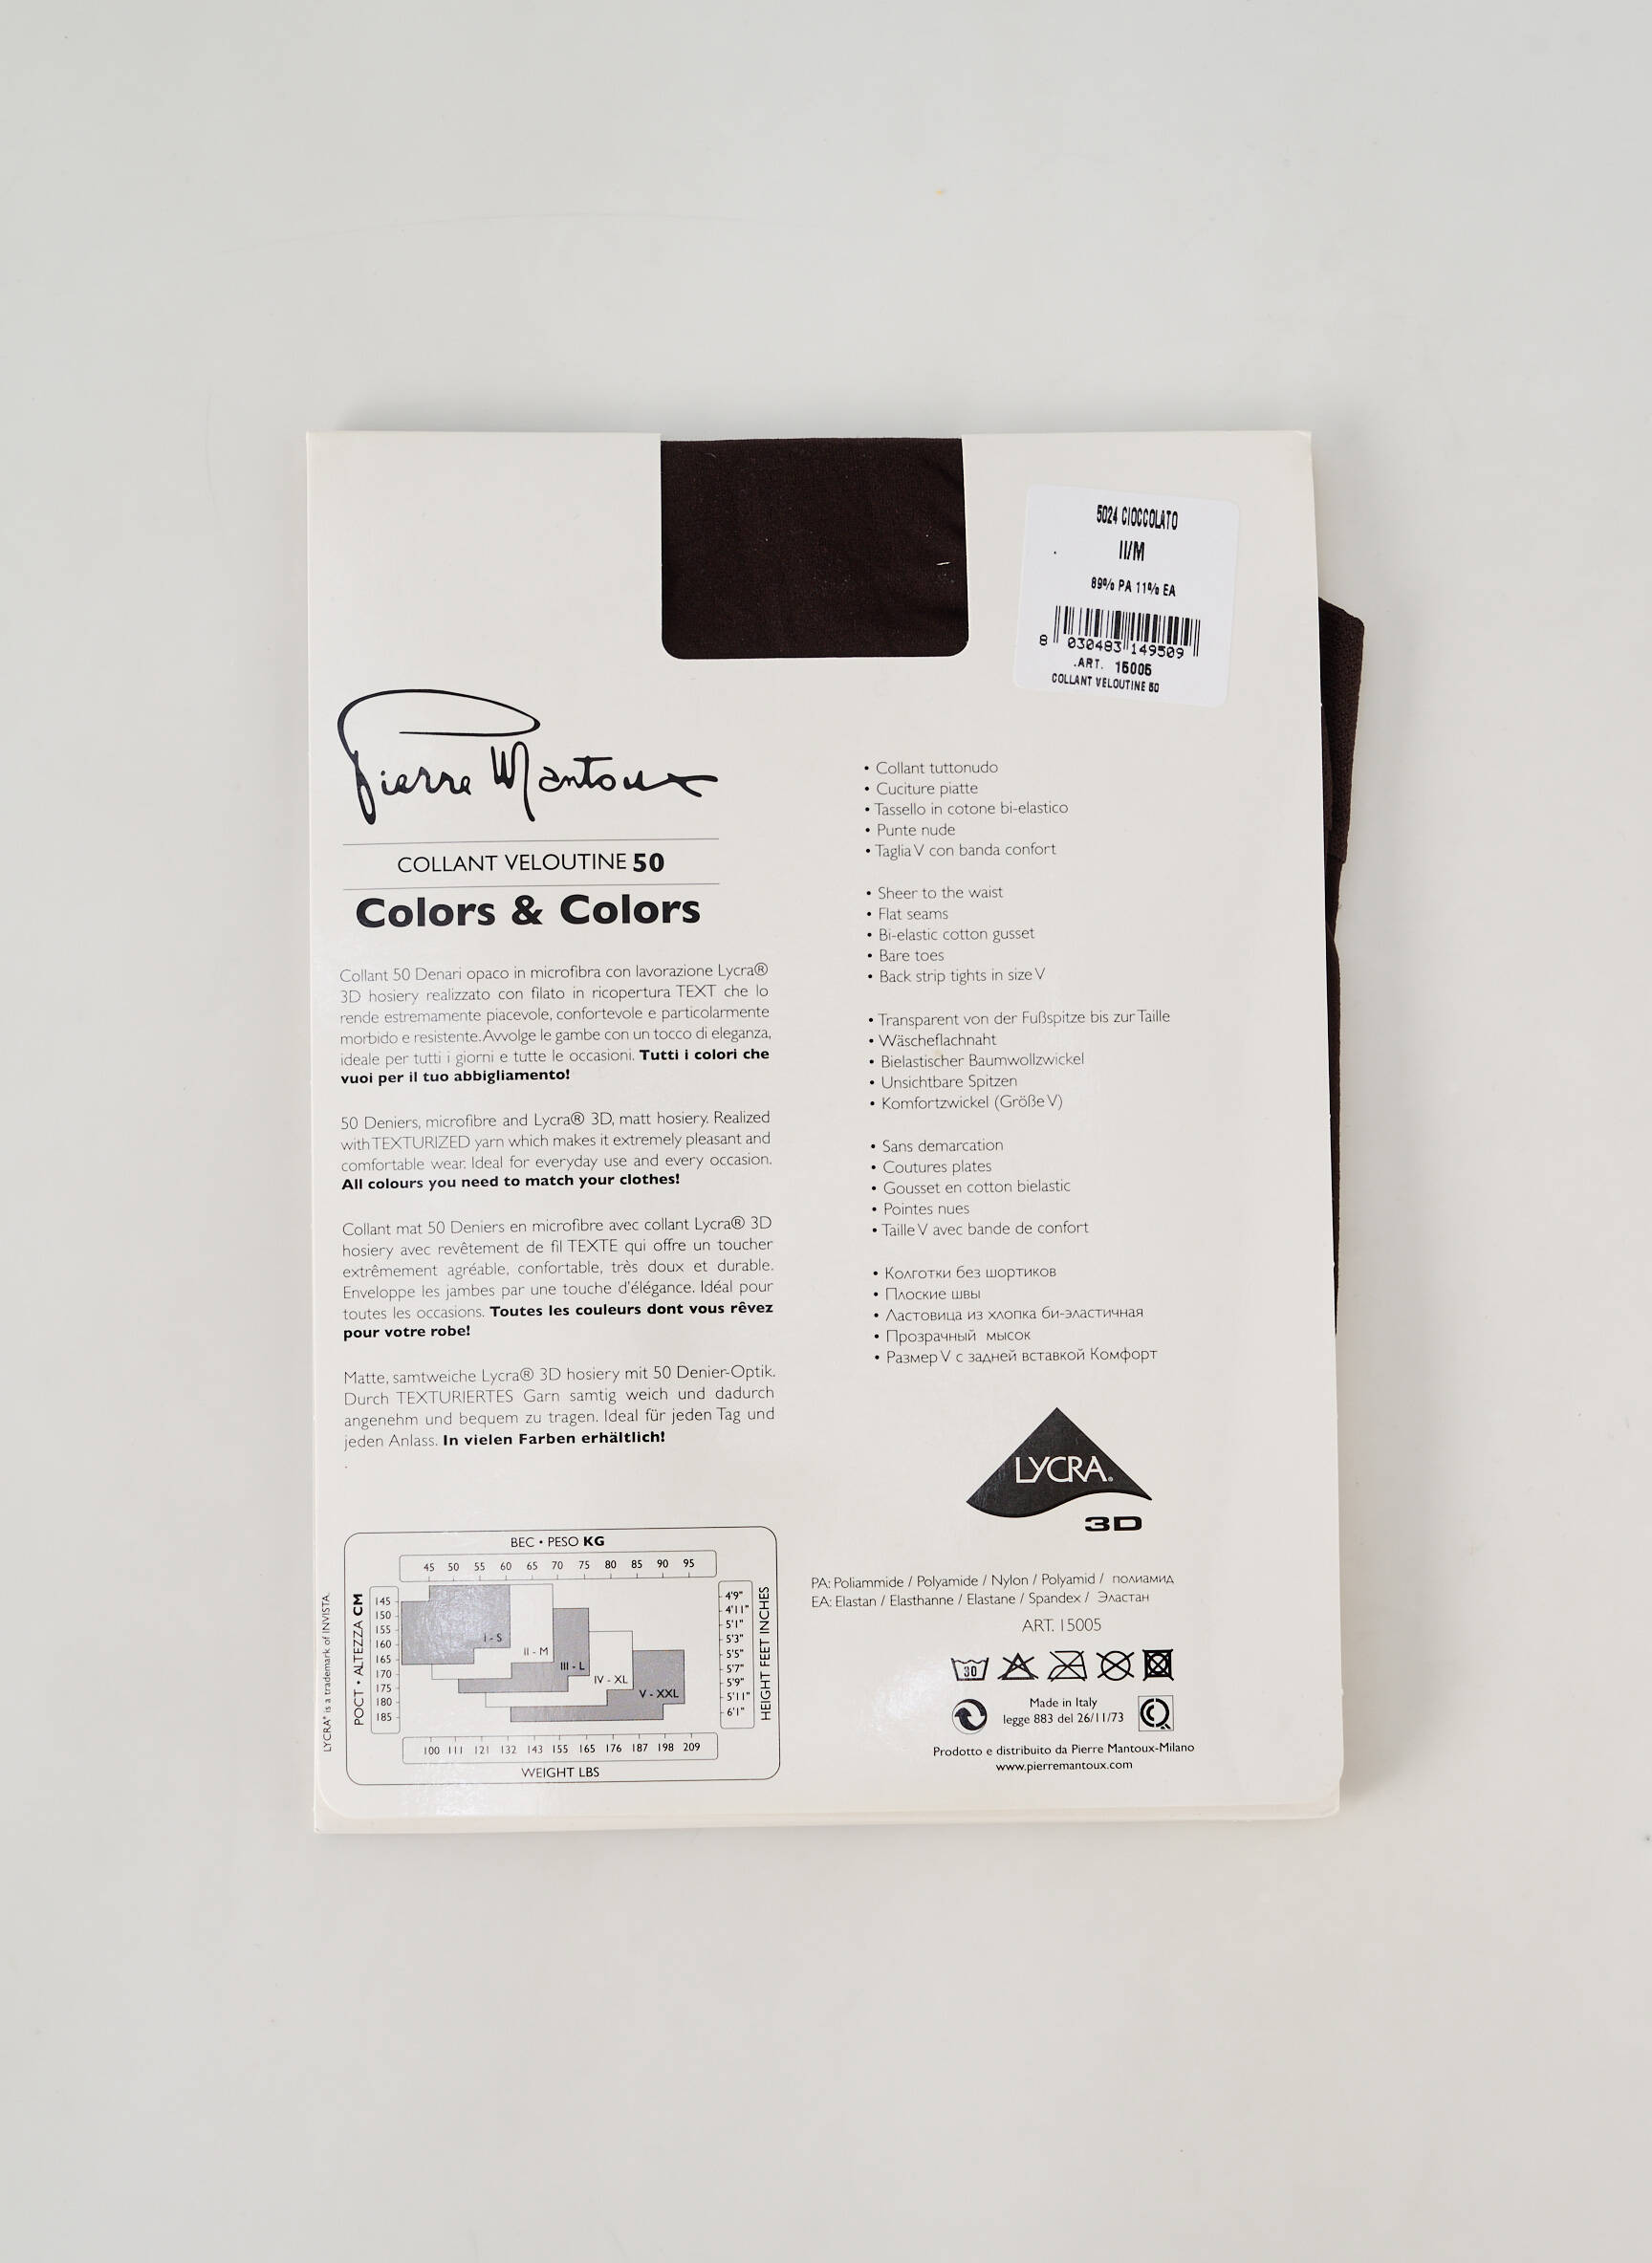 5024 CIOCCOLATO
II/M
89% PA 11% EA
8 030483 149509
.ART. 15005
COLLANT VELOUTINE 50
Pierre Mantoux
COLLANT VELOUTINE 50
Colors & Colors
Collant 50 Denari opaco in microfibra con lavorazione Lycra®
3D hosiery realizzato con filato in ricopertura TEXT che lo
rende estremamente piacevole, confortevole e particolarmente
morbido e resistente. Avvolge le gambe con un tocco di eleganza,
ideale per tutti i giorni e tutte le occasioni. Tutti i colori che
vuoi per il tuo abbigliamento!
50 Deniers, microfibre and Lycra® 3D, matt hosiery. Realized
with TEXTURIZED yarn which makes it extremely pleasant and
comfortable wear. Ideal for everyday use and every occasion.
All colours you need to match your clothes!
Collant mat 50 Deniers en microfibre avec collant Lycra® 3D
hosiery avec revêtement de fil TEXTE qui offre un toucher
extrêmement agréable, confortable, très doux et durable.
Enveloppe les jambes par une touche d'élégance. Idéal pour
toutes les occasions. Toutes les couleurs dont vous rêvez
pour votre robe!
Matte, samtweiche Lycra® 3D hosiery mit 50 Denier-Optik.
Durch TEXTURIERTES Garn samtig weich und dadurch
angenehm und bequem zu tragen. Ideal für jeden Tag und
jeden Anlass. In vielen Farben erhältlich!
• Collant tuttonudo
• Cuciture piatte
• Tassello in cotone bi-elastico
• Punte nude
• Taglia V con banda confort
• Sheer to the waist
• Flat seams
• Bi-elastic cotton gusset
• Bare toes
• Back strip tights in size V
• Transparent von der Fußspitze bis zur Taille
• Wäscheflachnaht
• Bielastischer Baumwollzwickel
• Unsichtbare Spitzen
• Komfortzwickel (Größe V)
• Sans demarcation
• Coutures plates
• Gousset en cotton bielastic
• Pointes nues
• Taille V avec bande de confort
• Колготки без шортиков
• Плоские швы
• Ластовица из хлопка би-эластичная
• Прозрачный мысок
• Размер V с задней вставкой Комфорт
LYCRA®
3D
LYCRA® is a trademark of INVISTA
ВЕС • PESO KG
45 50 55 60 65 70 75 80 85 90 95
РОСТ • ALTEZZA CM
145
150
155
160
165
170
175
180
185
I - S
II - M
III - L
IV - XL
V - XXL
4'9"
4'11"
5'1"
5'3"
5'5"
5'7"
5'9"
5'11"
6'1"
HEIGHT FEET INCHES
100 111 121 132 143 155 165 176 187 198 209
WEIGHT LBS
PA: Poliammide / Polyamide / Nylon / Polyamid / полиамид
EA: Elastan / Elasthanne / Elastane / Spandex / Эластан
ART. 15005
30
Made in Italy
legge 883 del 26/11/73
Prodotto e distribuito da Pierre Mantoux-Milano
www.pierremantoux.com